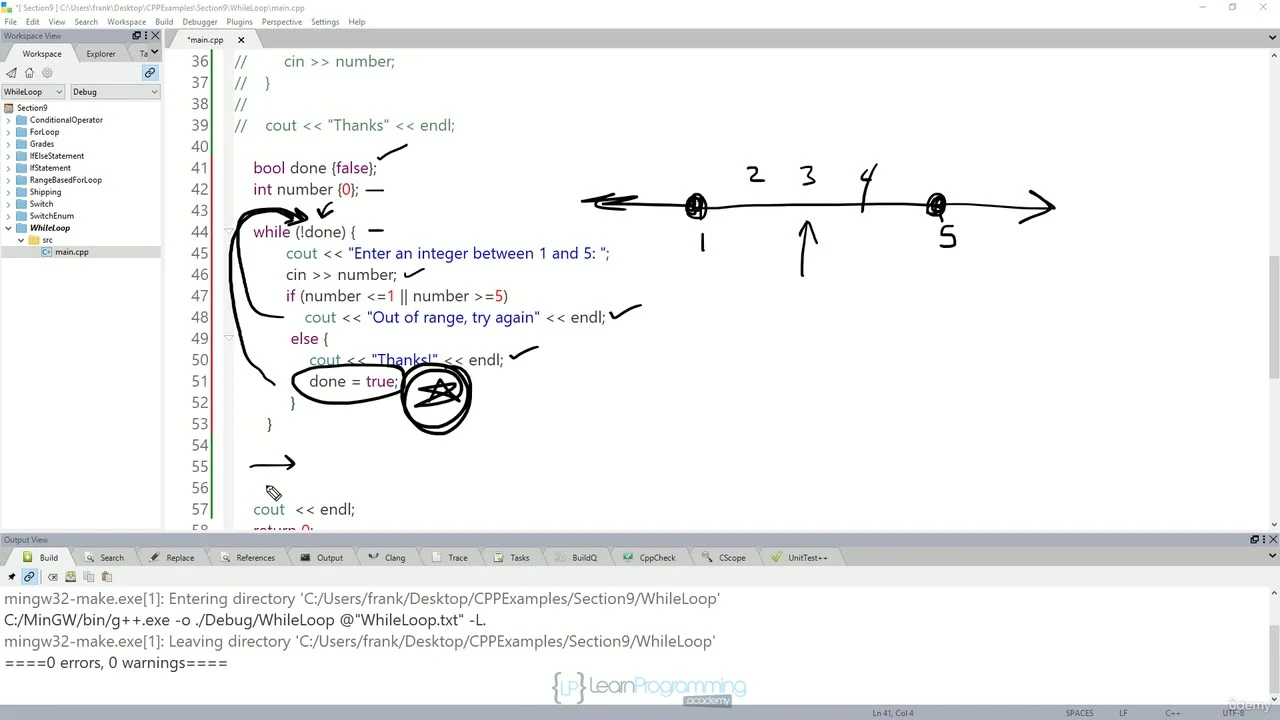 *[ Section9 ] C:\Users\frank\Desktop\CPPExamples\Section9\WhileLoop\main.cpp
File Edit View Search Workspace Build Debugger Plugins Perspective Settings Help
Workspace View
*main.cpp
Workspace Explorer Ta
WhileLoop Debug
Section9
ConditionalOperator
ForLoop
Grades
IfElseStatement
IfStatement
RangeBasedForLoop
Shipping
Switch
SwitchEnum
WhileLoop
src
main.cpp
36 // cin >> number;
37 // }
38 //
39 // cout << "Thanks" << endl;
40
41 bool done {false};
42 int number {0};
43
44 while (!done) {
45 cout << "Enter an integer between 1 and 5: ";
46 cin >> number;
47 if (number <=1 || number >=5)
48 cout << "Out of range, try again" << endl;
49 else {
50 cout << "Thanks!" << endl;
51 done = true;
52 }
53 }
54
55
56
57 cout << endl;
58 return 0;
2 3 4
1 5
Output View
Build Search Replace References Output Clang Trace Tasks BuildQ CppCheck CScope UnitTest++
mingw32-make.exe[1]: Entering directory 'C:/Users/frank/Desktop/CPPExamples/Section9/WhileLoop'
C:/MinGW/bin/g++.exe -o ./Debug/WhileLoop @"WhileLoop.txt" -L.
mingw32-make.exe[1]: Leaving directory 'C:/Users/frank/Desktop/CPPExamples/Section9/WhileLoop'
====0 errors, 0 warnings====
{LP} LearnProgramming
academy
Ln 41, Col 4 SPACES LF C++ UTF-8
ûdemy